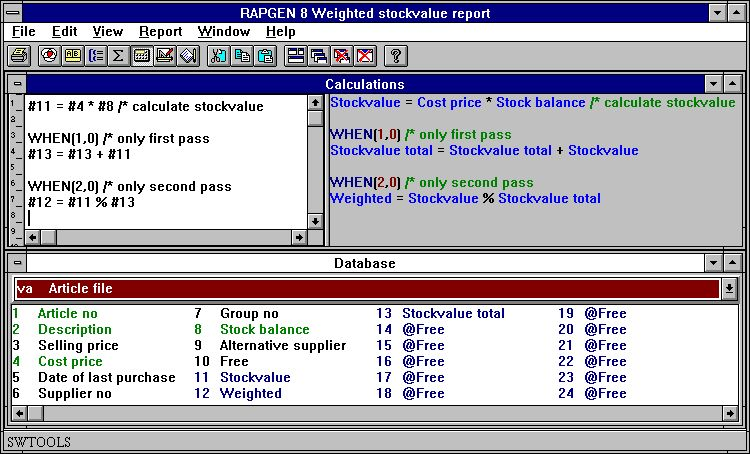 RAPGEN 8 Weighted stockvalue report
File Edit View Report Window Help
Calculations
1 #11 = #4 * #8 /* calculate stockvalue
2
3 WHEN(1,0) /* only first pass
4 #13 = #13 + #11
5
6 WHEN(2,0) /* only second pass
7 #12 = #11 % #13
8
9
Stockvalue = Cost price * Stock balance /* calculate stockvalue
WHEN(1,0) /* only first pass
Stockvalue total = Stockvalue total + Stockvalue
WHEN(2,0) /* only second pass
Weighted = Stockvalue % Stockvalue total
Database
va Article file
1 Article no 7 Group no 13 Stockvalue total 19 @Free
2 Description 8 Stock balance 14 @Free 20 @Free
3 Selling price 9 Alternative supplier 15 @Free 21 @Free
4 Cost price 10 Free 16 @Free 22 @Free
5 Date of last purchase 11 Stockvalue 17 @Free 23 @Free
6 Supplier no 12 Weighted 18 @Free 24 @Free
SWTOOLS